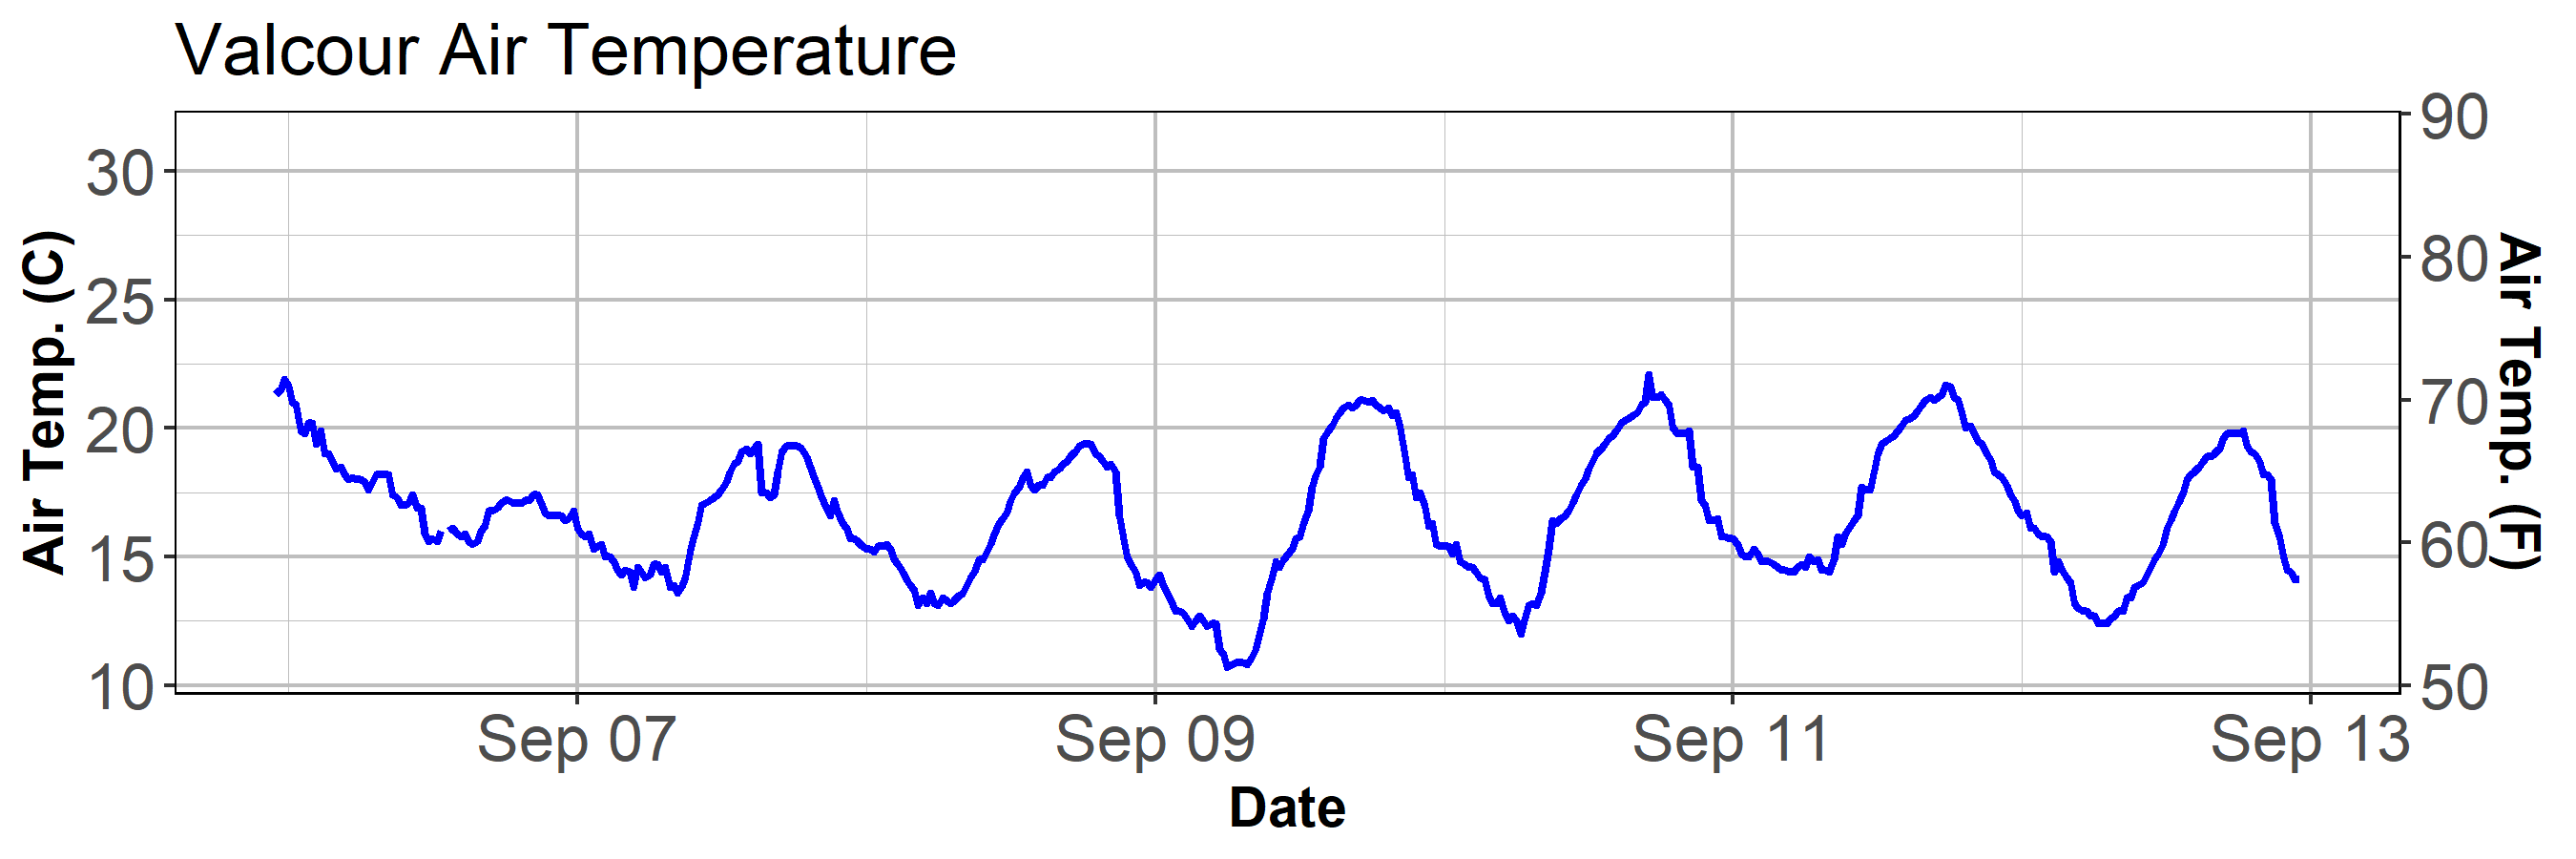 Valcour Air Temperature
Air Temp. (C)
30
25
20
15
10
90
80
70
60
50
Air Temp. (F)
Sep 07 Sep 09 Sep 11 Sep 13
Date